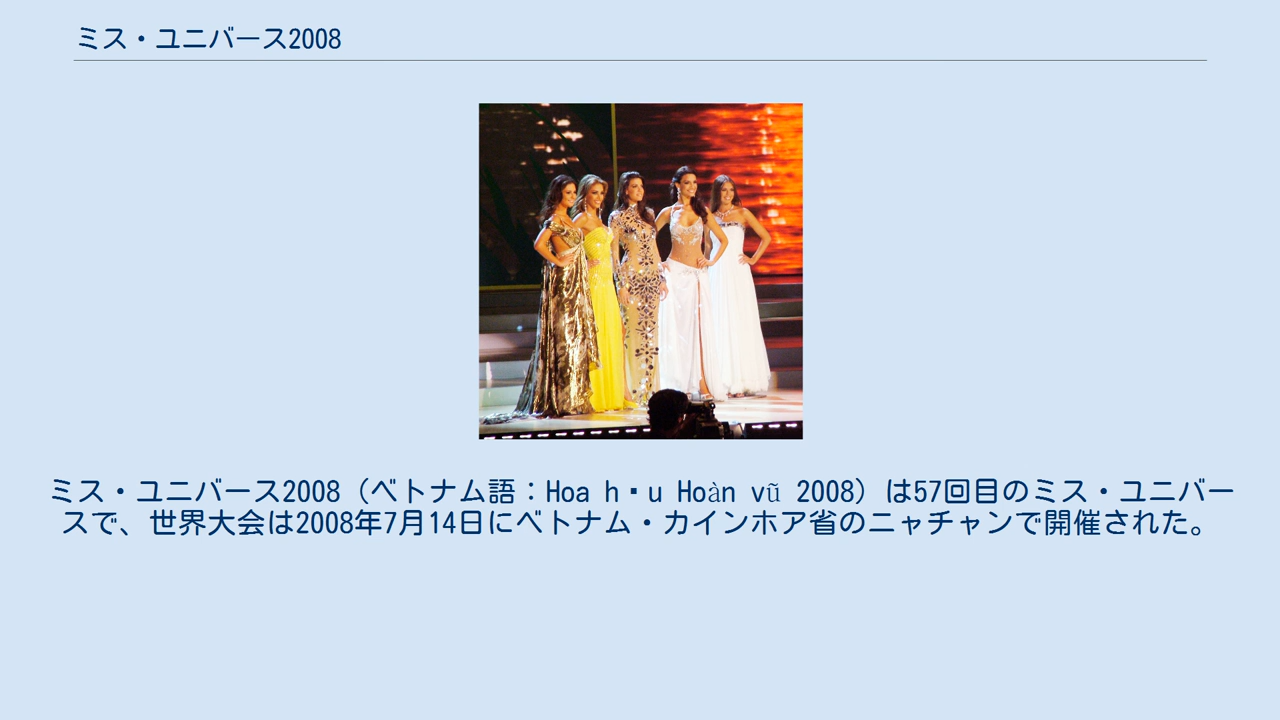 ミス・ユニバース2008
ミス・ユニバース2008（ベトナム語：Hoa h·u Hoàn vũ 2008）は57回目のミス・ユニバー
スで、世界大会は2008年7月14日にベトナム・カインホア省のニャチャンで開催された。